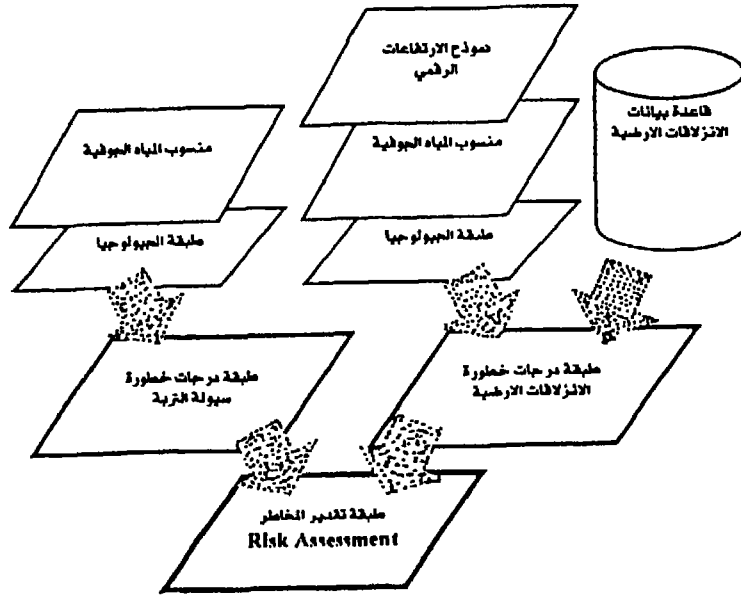 نموذج الارتفاعات
الرقمي
قاعدة بيانات
الانزلاقات الارضية
منسوب المياه الجوفية
منسوب المياه الجوفية
طبقة الجيولوجيا
طبقة الجيولوجيا
طبقة درجات خطورة
الانزلاقات الارضية
طبقة درجات خطورة
سيولة التربة
طبقة تقدير المخاطر
Risk Assessment